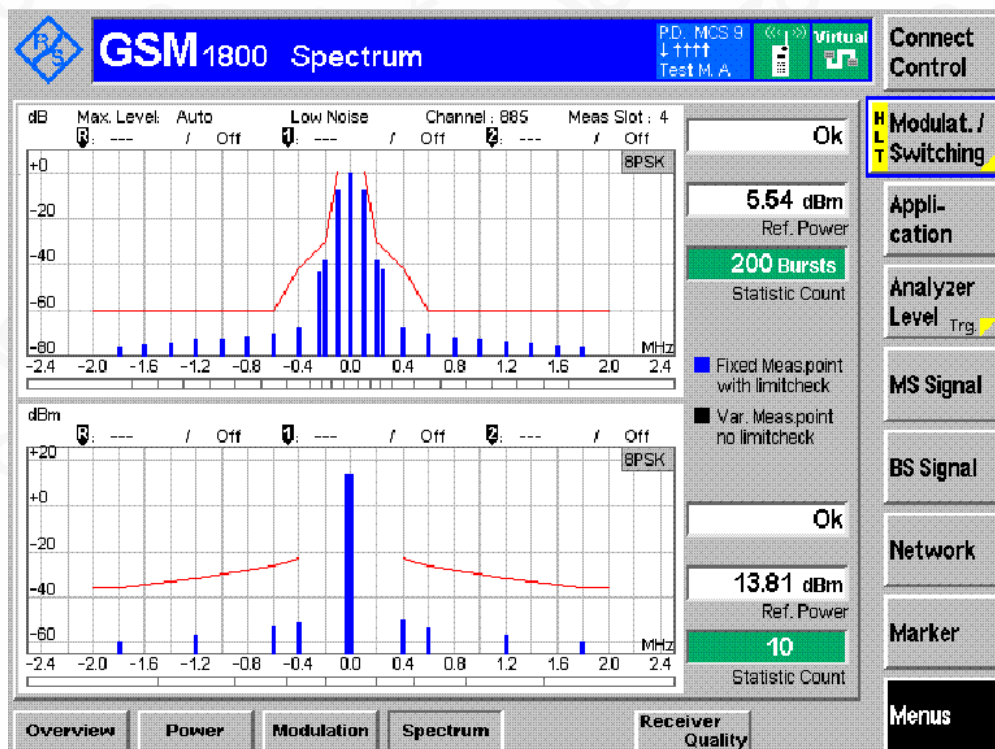 R S
GSM 1800 Spectrum
P.D. MCS 9
↓ ↑↑↑↑
Test M. A
Virtual
Connect
Control
dB Max. Level: Auto Low Noise Channel : 885 Meas Slot : 4
R : --- / Off 1 : --- / Off 2 : --- / Off
8PSK
+0
-20
-40
-60
-80
MHz
-2.4 -2.0 -1.6 -1.2 -0.8 -0.4 0.0 0.4 0.8 1.2 1.6 2.0 2.4
Ok
5.54 dBm
Ref. Power
200 Bursts
Statistic Count
Fixed Meas.point
with limitcheck
Var. Meas.point
no limitcheck
dBm
R : --- / Off 1 : --- / Off 2 : --- / Off
8PSK
+20
+0
-20
-40
-60
MHz
-2.4 -2.0 -1.6 -1.2 -0.8 -0.4 0.0 0.4 0.8 1.2 1.6 2.0 2.4
Ok
13.81 dBm
Ref. Power
10
Statistic Count
H
L
T
Modulat. /
Switching
Appli-
cation
Analyzer
Level Trg.
MS Signal
BS Signal
Network
Marker
Menus
Overview Power Modulation Spectrum Receiver
Quality